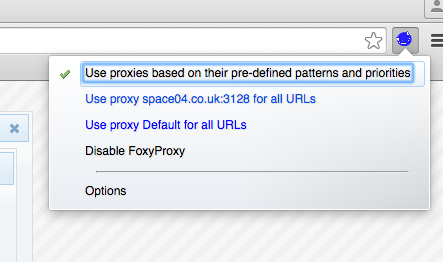 Use proxies based on their pre-defined patterns and priorities
Use proxy space04.co.uk:3128 for all URLs
Use proxy Default for all URLs
Disable FoxyProxy
Options